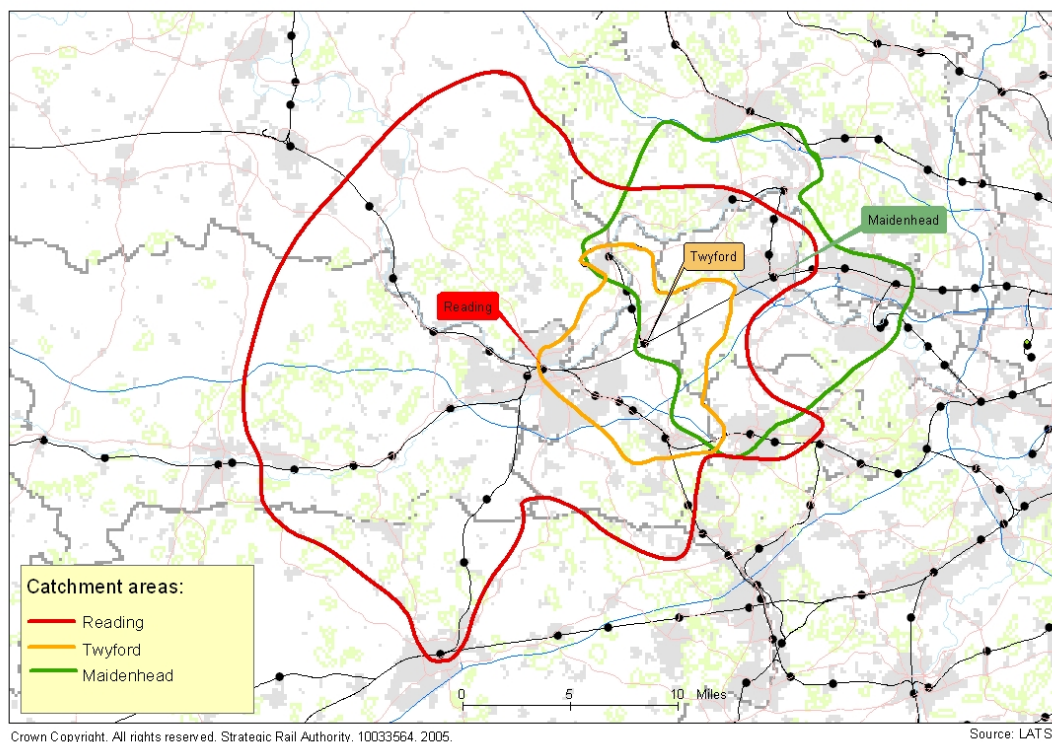 Maidenhead
Twyford
Reading
Catchment areas:
Reading
Twyford
Maidenhead
0 5 10 Miles
Crown Copyright. All rights reserved. Strategic Rail Authority. 10033564. 2005.
Source: LATS